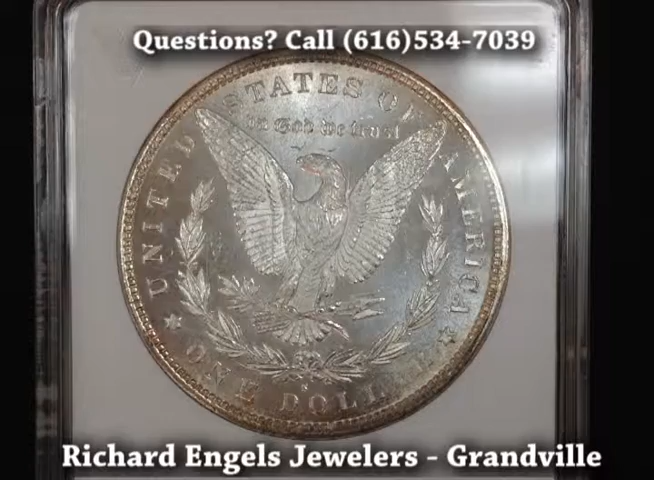 Questions? Call (616)534-7039
UNITED STATES OF AMERICA
In God we trust
ONE DOLLAR
Richard Engels Jewelers - Grandville